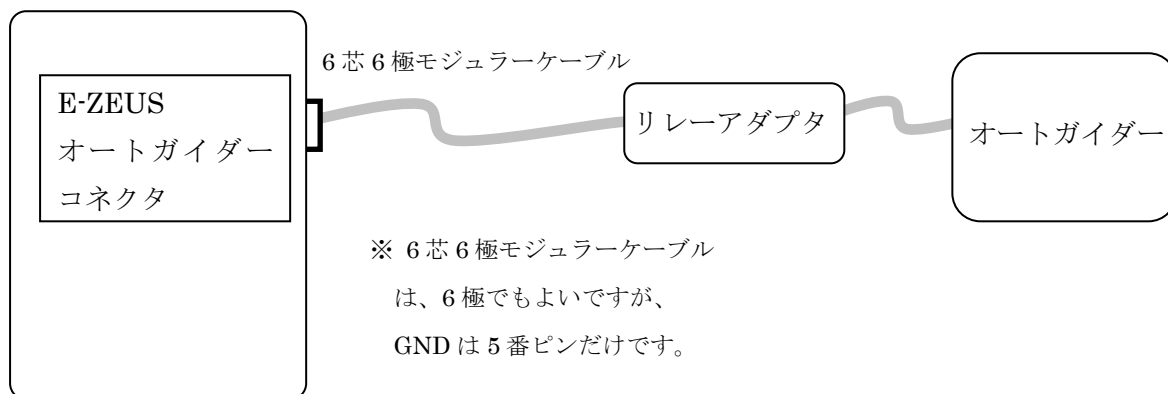 6芯6極モジュラーケーブル
E-ZEUS
オートガイダー
コネクタ
リレーアダプタ
オートガイダー
※ 6芯6極モジュラーケーブル
は、6極でもよいですが、
GNDは5番ピンだけです。